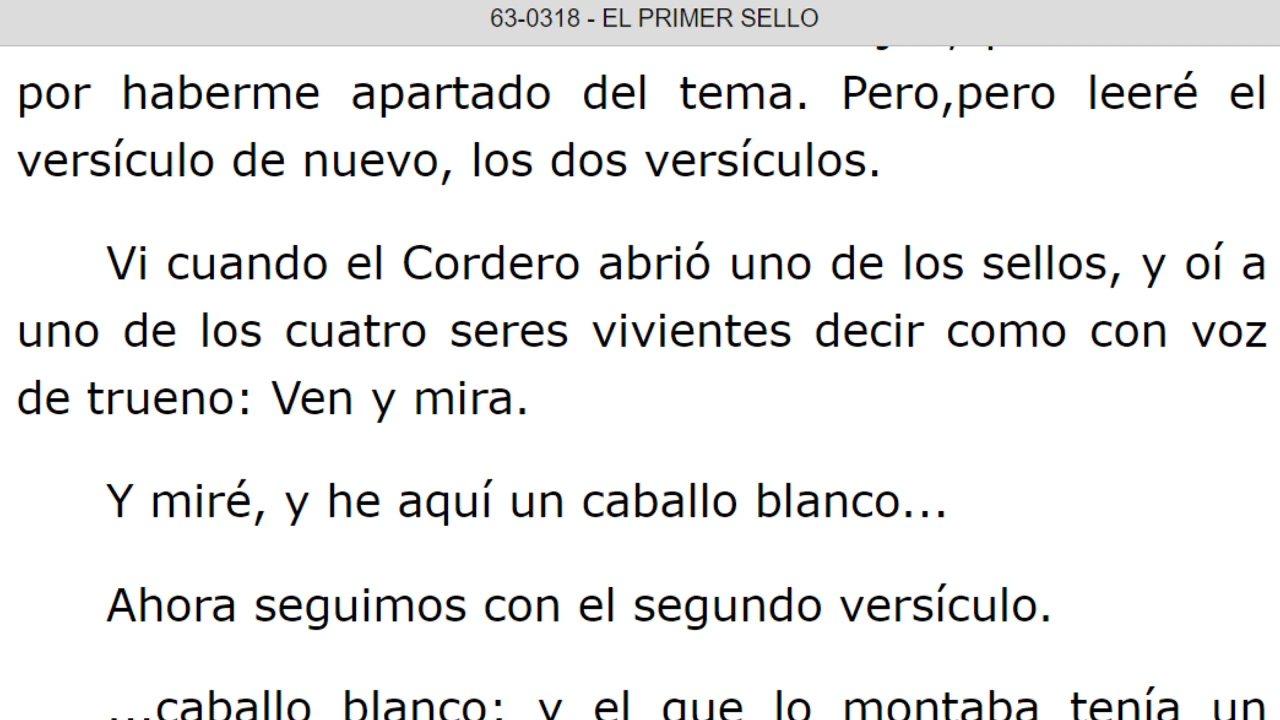 63-0318 - EL PRIMER SELLO
por haberme apartado del tema. Pero,pero leeré el
versículo de nuevo, los dos versículos.
Vi cuando el Cordero abrió uno de los sellos, y oí a
uno de los cuatro seres vivientes decir como con voz
de trueno: Ven y mira.
Y miré, y he aquí un caballo blanco...
Ahora seguimos con el segundo versículo.
...caballo blanco; y el que lo montaba tenía un